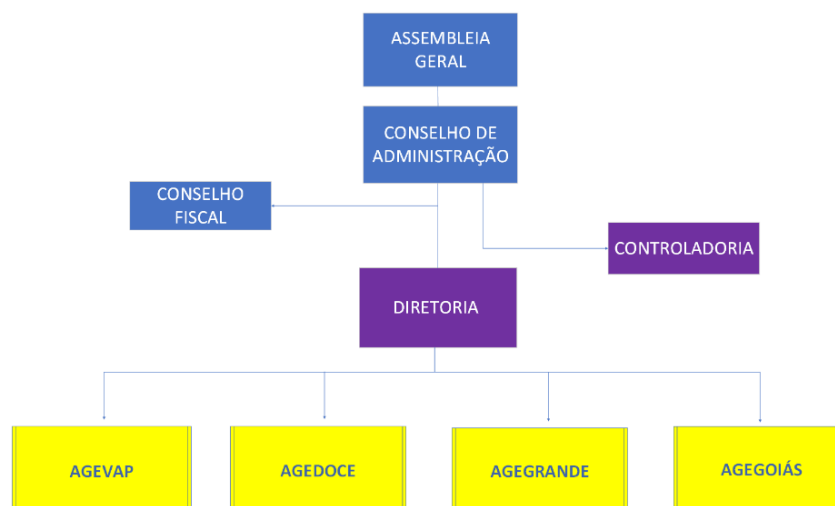 ASSEMBLEIA
GERAL
CONSELHO DE
ADMINISTRAÇÃO
CONSELHO
FISCAL
CONTROLADORIA
DIRETORIA
AGEVAP
AGEDOCE
AGEGRANDE
AGEGOIÁS